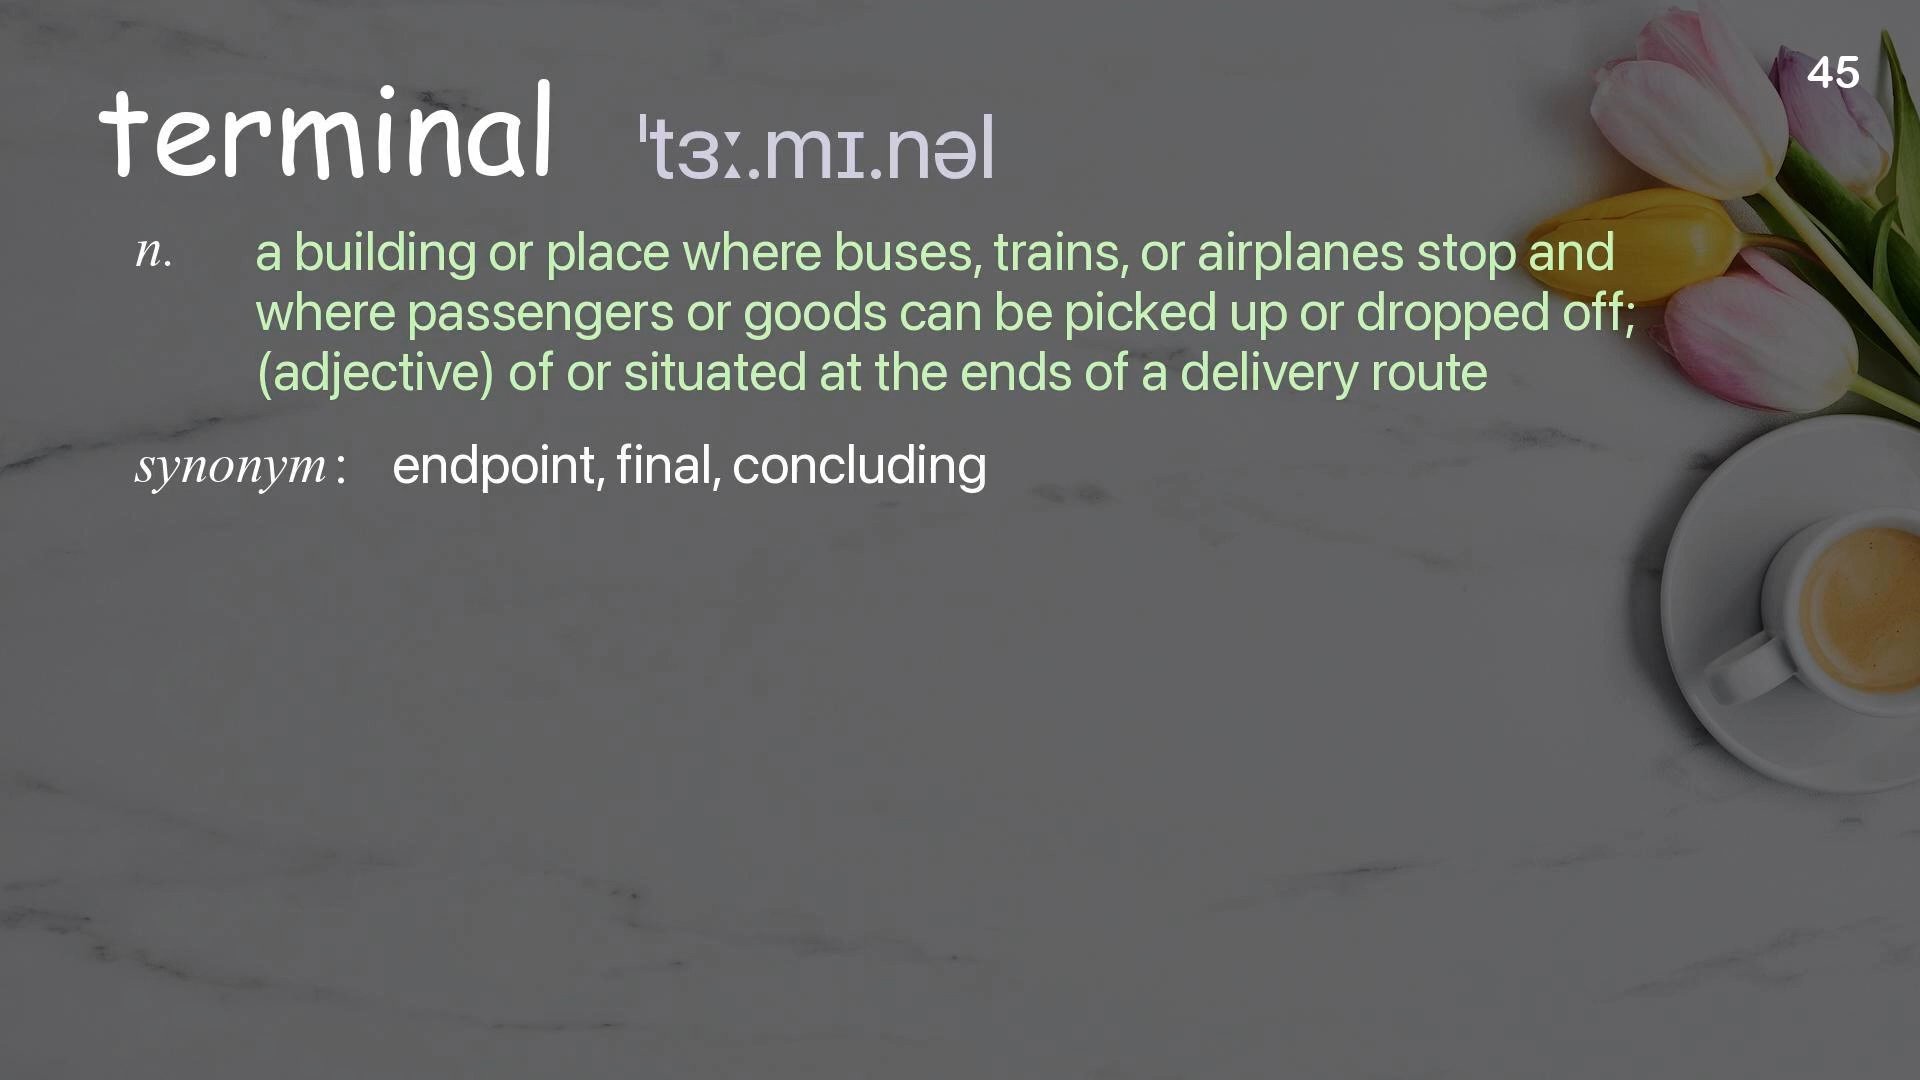 45
terminal ˈtɜː.mɪ.nəl
n. a building or place where buses, trains, or airplanes stop and
where passengers or goods can be picked up or dropped off;
(adjective) of or situated at the ends of a delivery route
synonym : endpoint, final, concluding